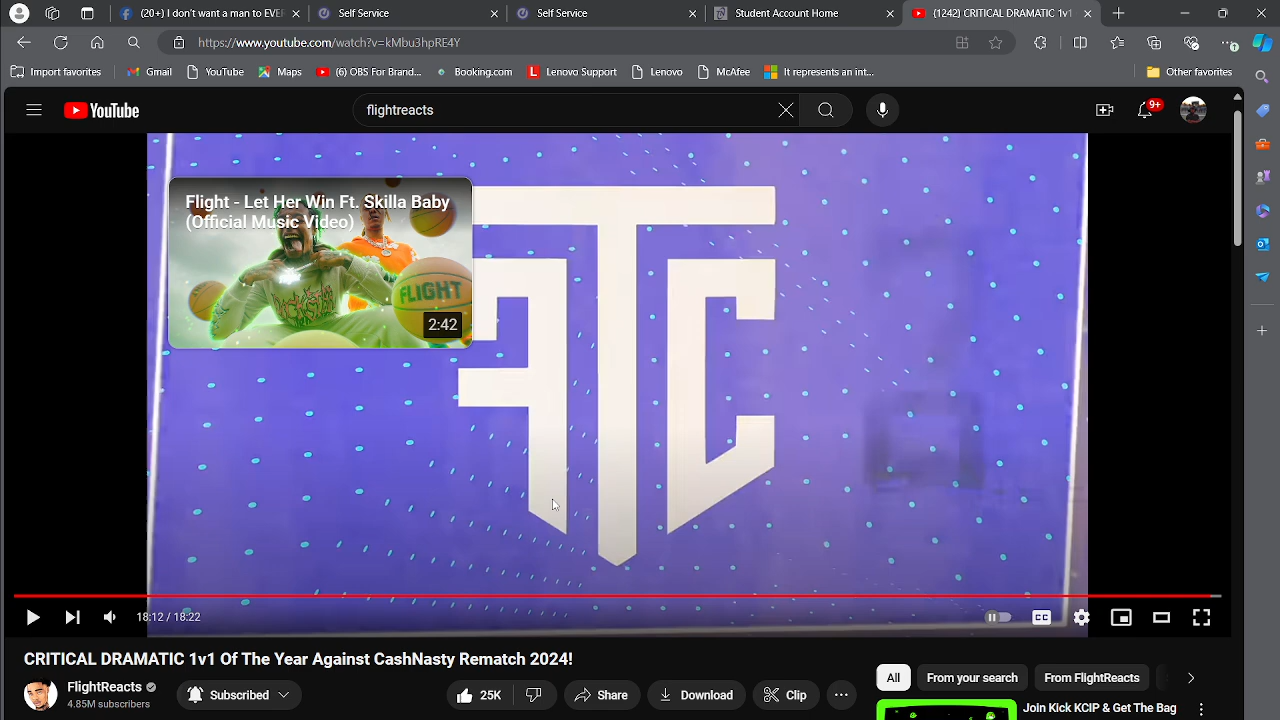 (20+) I don't want a man to EVER
Self Service
Self Service
Student Account Home
(1242) CRITICAL DRAMATIC 1v1
https://www.youtube.com/watch?v=kMbu3hpRE4Y
Import favorites
Gmail
YouTube
Maps
(6) OBS For Brand...
Booking.com
Lenovo Support
Lenovo
McAfee
It represents an int...
Other favorites
YouTube
flightreacts
9+
Flight - Let Her Win Ft. Skilla Baby
(Official Music Video)
FLIGHT
2:42
FTC
18:12 / 18:22
CC
CRITICAL DRAMATIC 1v1 Of The Year Against CashNasty Rematch 2024!
FlightReacts
4.85M subscribers
Subscribed
25K
Share
Download
Clip
All
From your search
From FlightReacts
Join Kick KCIP & Get The Bag